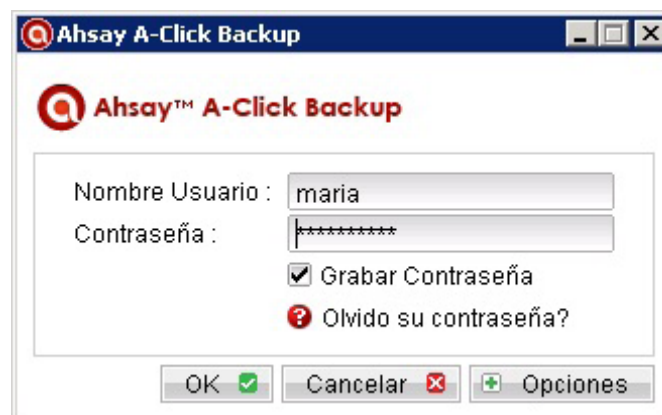 Ahsay A-Click Backup
Ahsay™ A-Click Backup
Nombre Usuario : maria
Contraseña : **********
Grabar Contraseña
Olvido su contraseña?
OK Cancelar Opciones